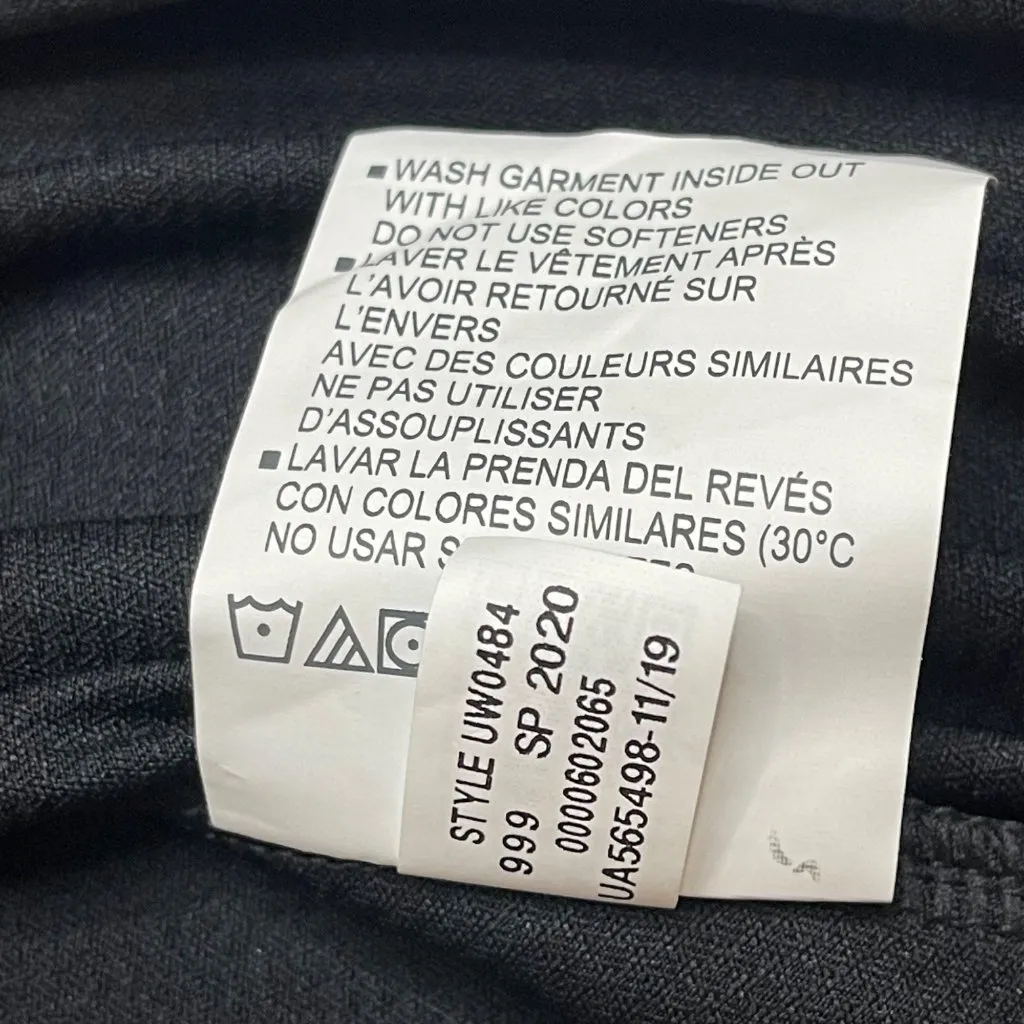 WASH GARMENT INSIDE OUT
WITH LIKE COLORS
DO NOT USE SOFTENERS
LAVER LE VÊTEMENT APRÈS
L'AVOIR RETOURNÉ SUR
L'ENVERS
AVEC DES COULEURS SIMILAIRES
NE PAS UTILISER
D'ASSOUPLISSANTS
LAVAR LA PRENDA DEL REVÉS
CON COLORES SIMILARES (30°C
NO USAR
STYLE UW0484
999 SP 2020
0000602065
UA565498-11/19